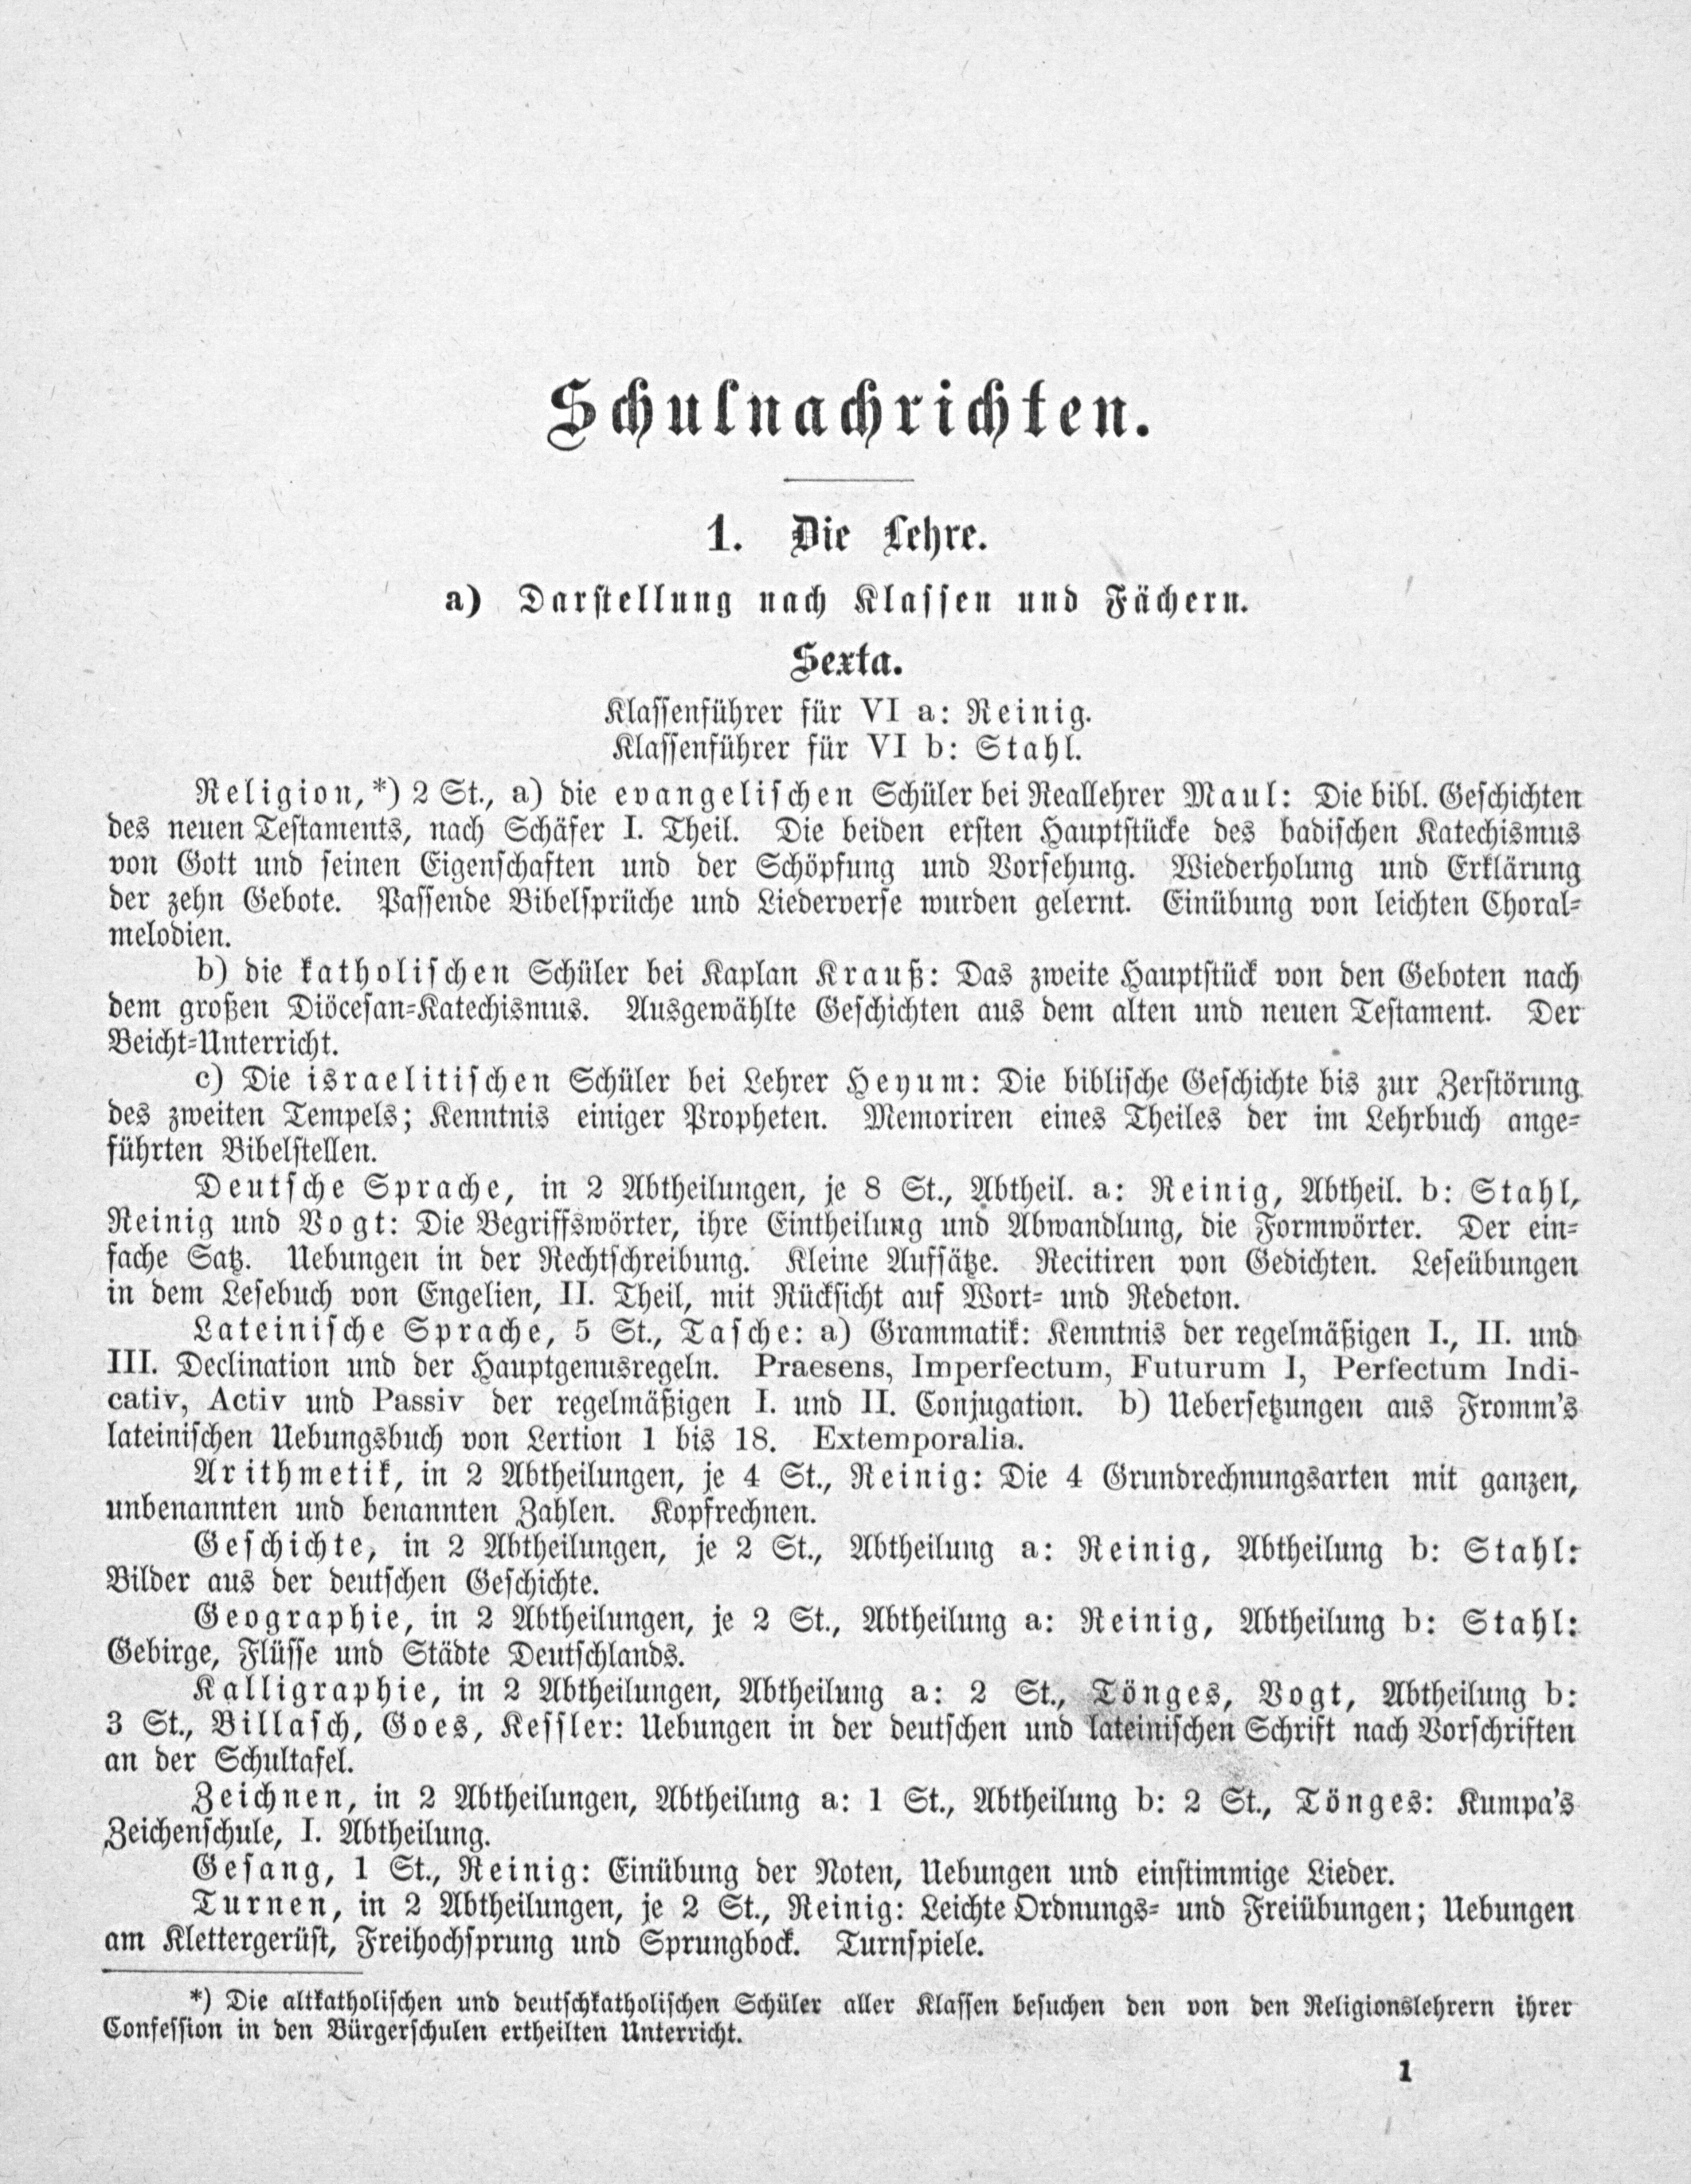 Schulnachrichten.
1. Die Lehre.
a) Darstellung nach Klassen und Fächern.
Sexta.
Klassenführer für VI a: Reinig.
Klassenführer für VI b: Stahl.
Religion,*) 2 St., a) die evangelischen Schüler bei Reallehrer Maul: Die bibl. Geschichten
des neuen Testaments, nach Schäfer I. Theil. Die beiden ersten Hauptstücke des badischen Katechismus
von Gott und seinen Eigenschaften und der Schöpfung und Vorsehung. Wiederholung und Erklärung
der zehn Gebote. Passende Bibelsprüche und Liederverse wurden gelernt. Einübung von leichten Choral-
melodien.
b) die katholischen Schüler bei Kaplan Krauß: Das zweite Hauptstück von den Geboten nach
dem großen Diöcesan-Katechismus. Ausgewählte Geschichten aus dem alten und neuen Testament. Der
Beicht-Unterricht.
c) Die israelitischen Schüler bei Lehrer Heyum: Die biblische Geschichte bis zur Zerstörung
des zweiten Tempels; Kenntnis einiger Propheten. Memoriren eines Theiles der im Lehrbuch ange-
führten Bibelstellen.
Deutsche Sprache, in 2 Abtheilungen, je 8 St., Abtheil. a: Reinig, Abtheil. b: Stahl,
Reinig und Vogt: Die Begriffswörter, ihre Eintheilung und Abwandlung, die Formwörter. Der ein-
fache Satz. Uebungen in der Rechtschreibung. Kleine Aufsätze. Recitiren von Gedichten. Leseübungen
in dem Lesebuch von Engelien, II. Theil, mit Rücksicht auf Wort- und Redeton.
Lateinische Sprache, 5 St., Tasche: a) Grammatik: Kenntnis der regelmäßigen I., II. und
III. Declination und der Hauptgenusregeln. Praesens, Imperfectum, Futurum I, Perfectum Indi-
cativ, Activ und Passiv der regelmäßigen I. und II. Conjugation. b) Uebersetzungen aus Fromm's
lateinischen Uebungsbuch von Lertion 1 bis 18. Extemporalia.
Arithmetik, in 2 Abtheilungen, je 4 St., Reinig: Die 4 Grundrechnungsarten mit ganzen,
unbenannten und benannten Zahlen. Kopfrechnen.
Geschichte, in 2 Abtheilungen, je 2 St., Abtheilung a: Reinig, Abtheilung b: Stahl:
Bilder aus der deutschen Geschichte.
Geographie, in 2 Abtheilungen, je 2 St., Abtheilung a: Reinig, Abtheilung b: Stahl:
Gebirge, Flüsse und Städte Deutschlands.
Kalligraphie, in 2 Abtheilungen, Abtheilung a: 2 St., Tönges, Vogt, Abtheilung b:
3 St., Billasch, Goes, Kessler: Uebungen in der deutschen und lateinischen Schrift nach Vorschriften
an der Schultafel.
Zeichnen, in 2 Abtheilungen, Abtheilung a: 1 St., Abtheilung b: 2 St., Tönges: Kumpa's
Zeichenschule, I. Abtheilung.
Gesang, 1 St., Reinig: Einübung der Noten, Uebungen und einstimmige Lieder.
Turnen, in 2 Abtheilungen, je 2 St., Reinig: Leichte Ordnungs- und Freiübungen; Uebungen
am Klettergerüst, Freihochsprung und Sprungbock. Turnspiele.
*) Die altkatholischen und deutschkatholischen Schüler aller Klassen besuchen den von den Religionslehrern ihrer
Confession in den Bürgerschulen ertheilten Unterricht.
1